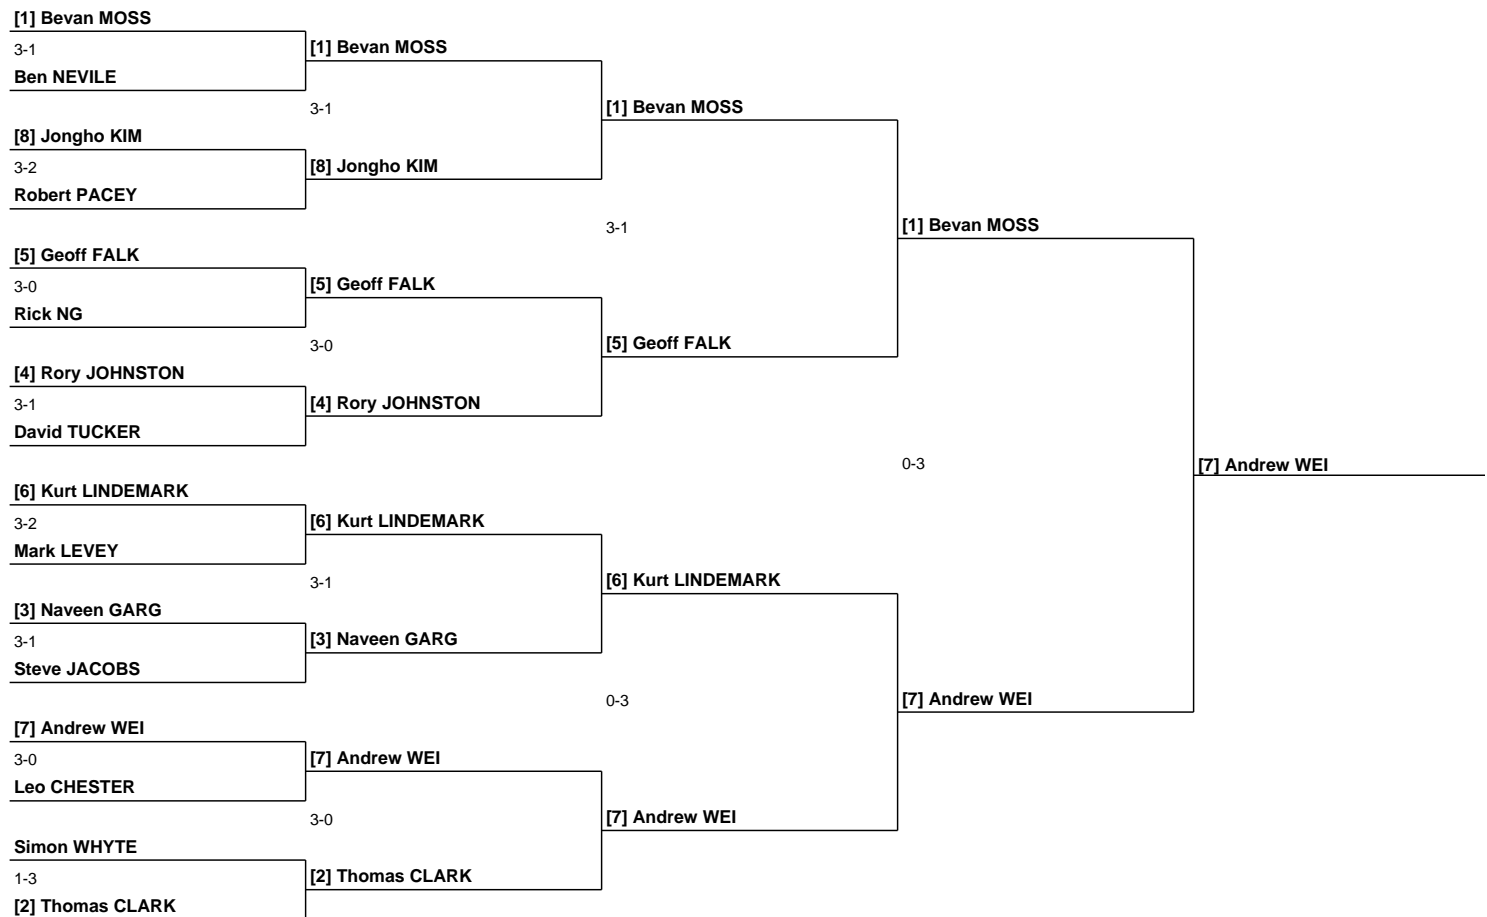 [1] Bevan MOSS
3-1
Ben NEVILE
[8] Jongho KIM
3-2
Robert PACEY
[5] Geoff FALK
3-0
Rick NG
[4] Rory JOHNSTON
3-1
David TUCKER
[6] Kurt LINDEMARK
3-2
Mark LEVEY
[3] Naveen GARG
3-1
Steve JACOBS
[7] Andrew WEI
3-0
Leo CHESTER
Simon WHYTE
1-3
[2] Thomas CLARK
[1] Bevan MOSS
3-1
[8] Jongho KIM
[5] Geoff FALK
3-0
[4] Rory JOHNSTON
[6] Kurt LINDEMARK
3-1
[3] Naveen GARG
[7] Andrew WEI
3-0
[2] Thomas CLARK
[1] Bevan MOSS
3-1
[5] Geoff FALK
[6] Kurt LINDEMARK
0-3
[7] Andrew WEI
[1] Bevan MOSS
0-3
[7] Andrew WEI
[7] Andrew WEI